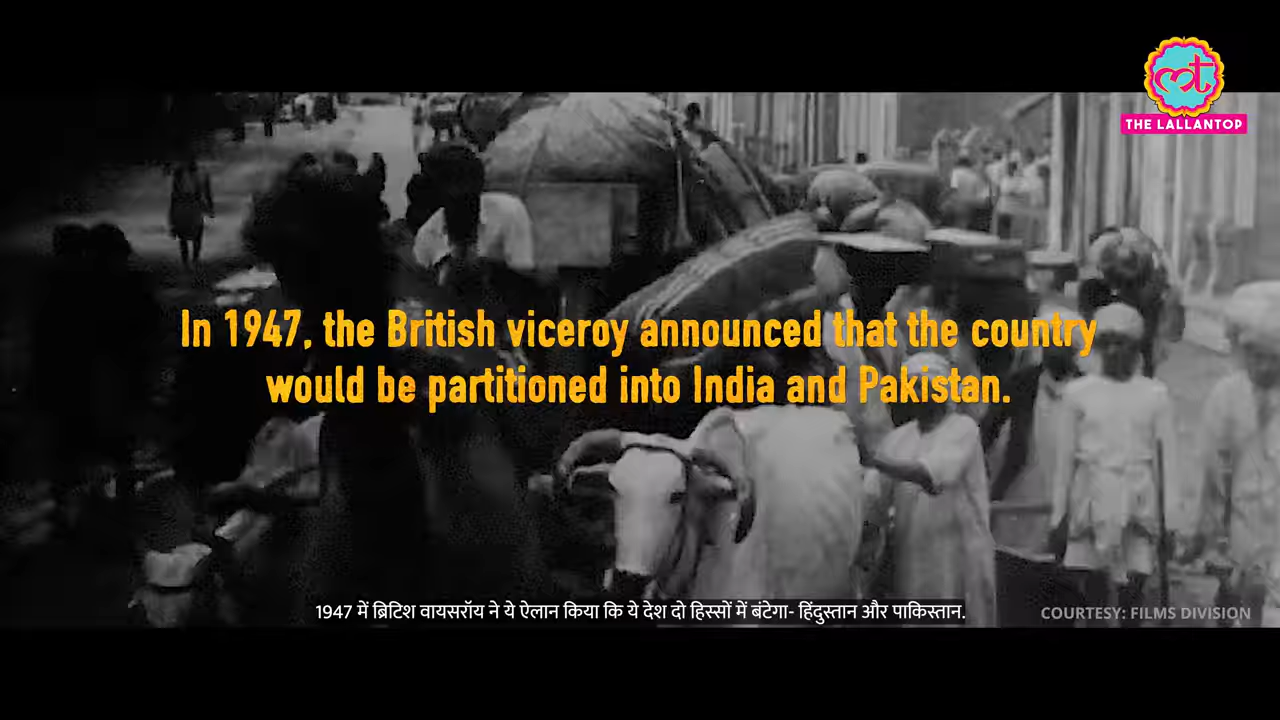 THE LALLANTOP
In 1947, the British viceroy announced that the country
would be partitioned into India and Pakistan.
1947 में ब्रिटिश वायसरॉय ने ये ऐलान किया कि ये देश दो हिस्सों में बंटेगा- हिंदुस्तान और पाकिस्तान.
COURTESY: FILMS DIVISION